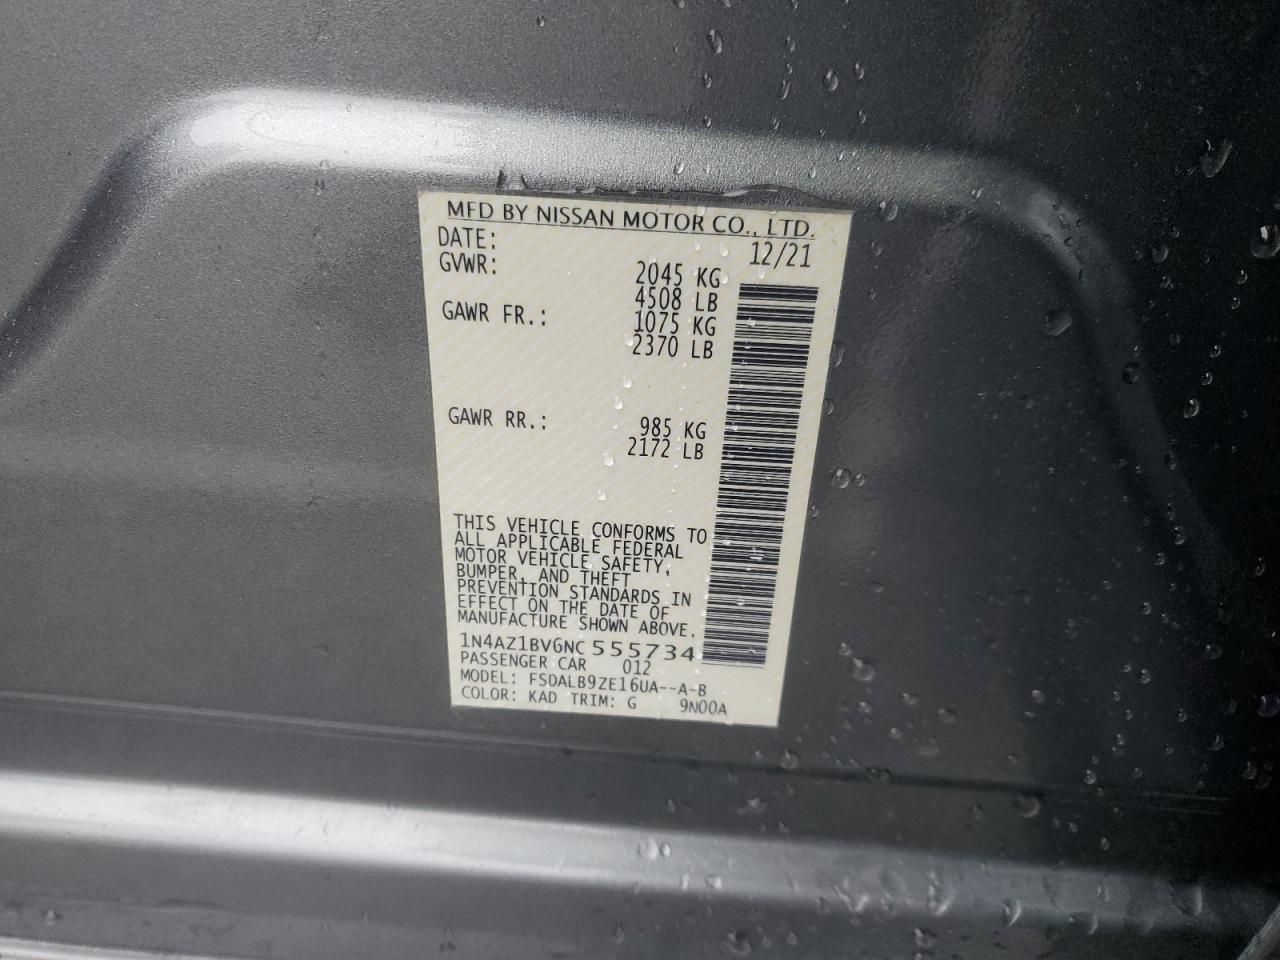 MFD BY NISSAN MOTOR CO., LTD.
DATE: 12/21
GVWR: 2045 KG
4508 LB
GAWR FR.: 1075 KG
2370 LB
GAWR RR.: 985 KG
2172 LB
THIS VEHICLE CONFORMS TO
ALL APPLICABLE FEDERAL
MOTOR VEHICLE SAFETY,
BUMPER, AND THEFT
PREVENTION STANDARDS IN
EFFECT ON THE DATE OF
MANUFACTURE SHOWN ABOVE.
1N4AZ1BV6NC555734
PASSENGER CAR 012
MODEL: FSDALB9ZE16UA--A-B
COLOR: KAD TRIM: G 9N00A